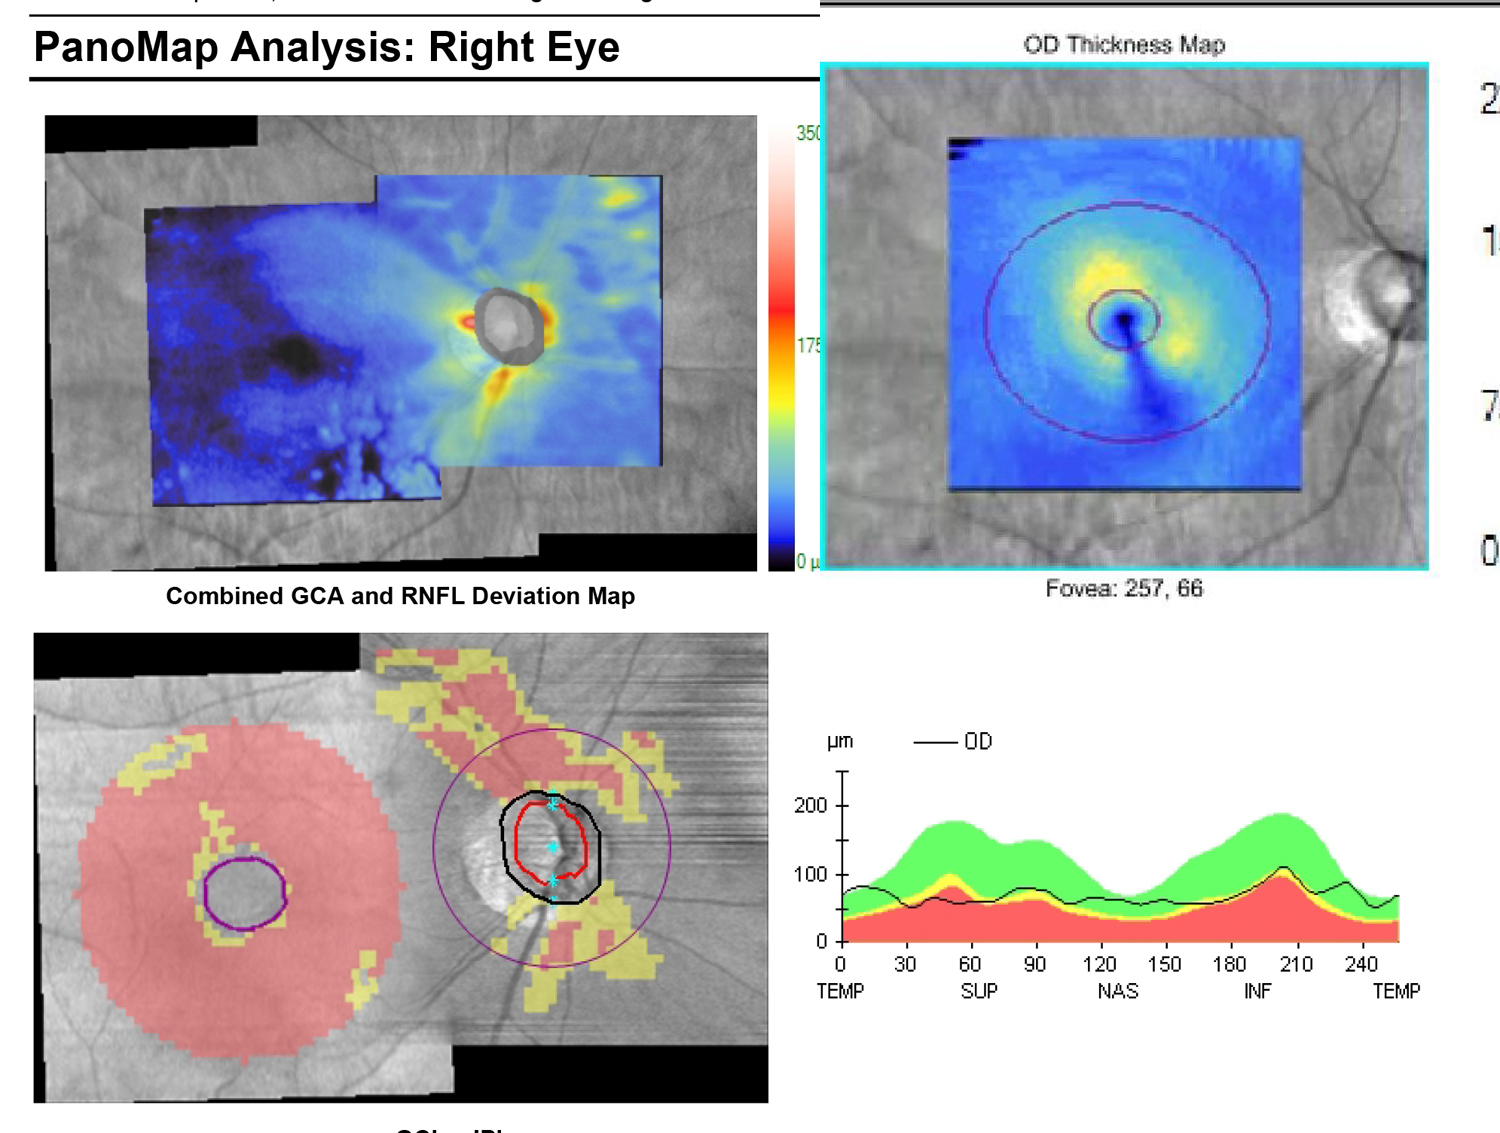 PanoMap Analysis: Right Eye
OD Thickness Map
350
175
0 µ
Combined GCA and RNFL Deviation Map
Fovea: 257, 66
µm
OD
200
100
0
0 30 60 90 120 150 180 210 240
TEMP SUP NAS INF TEMP